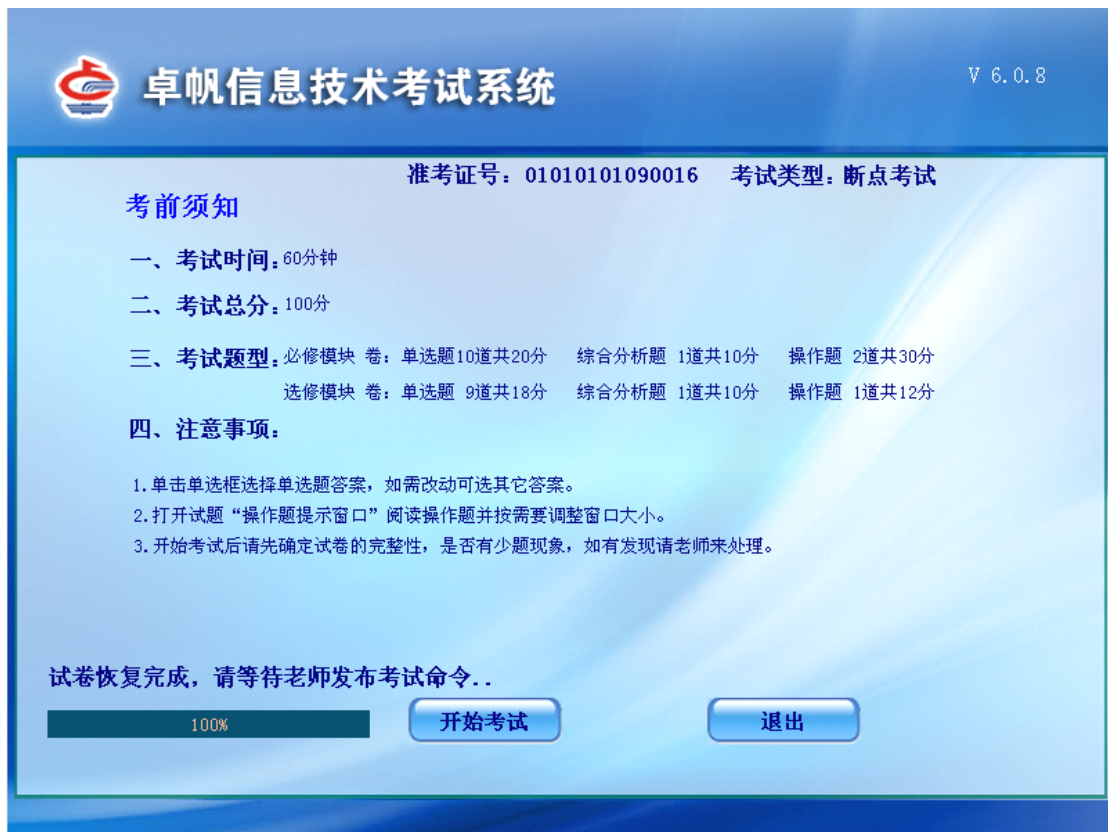 卓帆信息技术考试系统
V 6.0.8
准考证号：01010101090016 考试类型：断点考试
考前须知
一、考试时间：60分钟
二、考试总分：100分
三、考试题型：必修模块 卷：单选题10道共20分 综合分析题 1道共10分 操作题 2道共30分
选修模块 卷：单选题 9道共18分 综合分析题 1道共10分 操作题 1道共12分
四、注意事项：
1.单击单选框选择单选题答案，如需改动可选其它答案。
2.打开试题“操作题提示窗口”阅读操作题并按需要调整窗口大小。
3.开始考试后请先确定试卷的完整性，是否有少题现象，如有发现请老师来处理。
试卷恢复完成，请等待老师发布考试命令..
100%
开始考试
退出